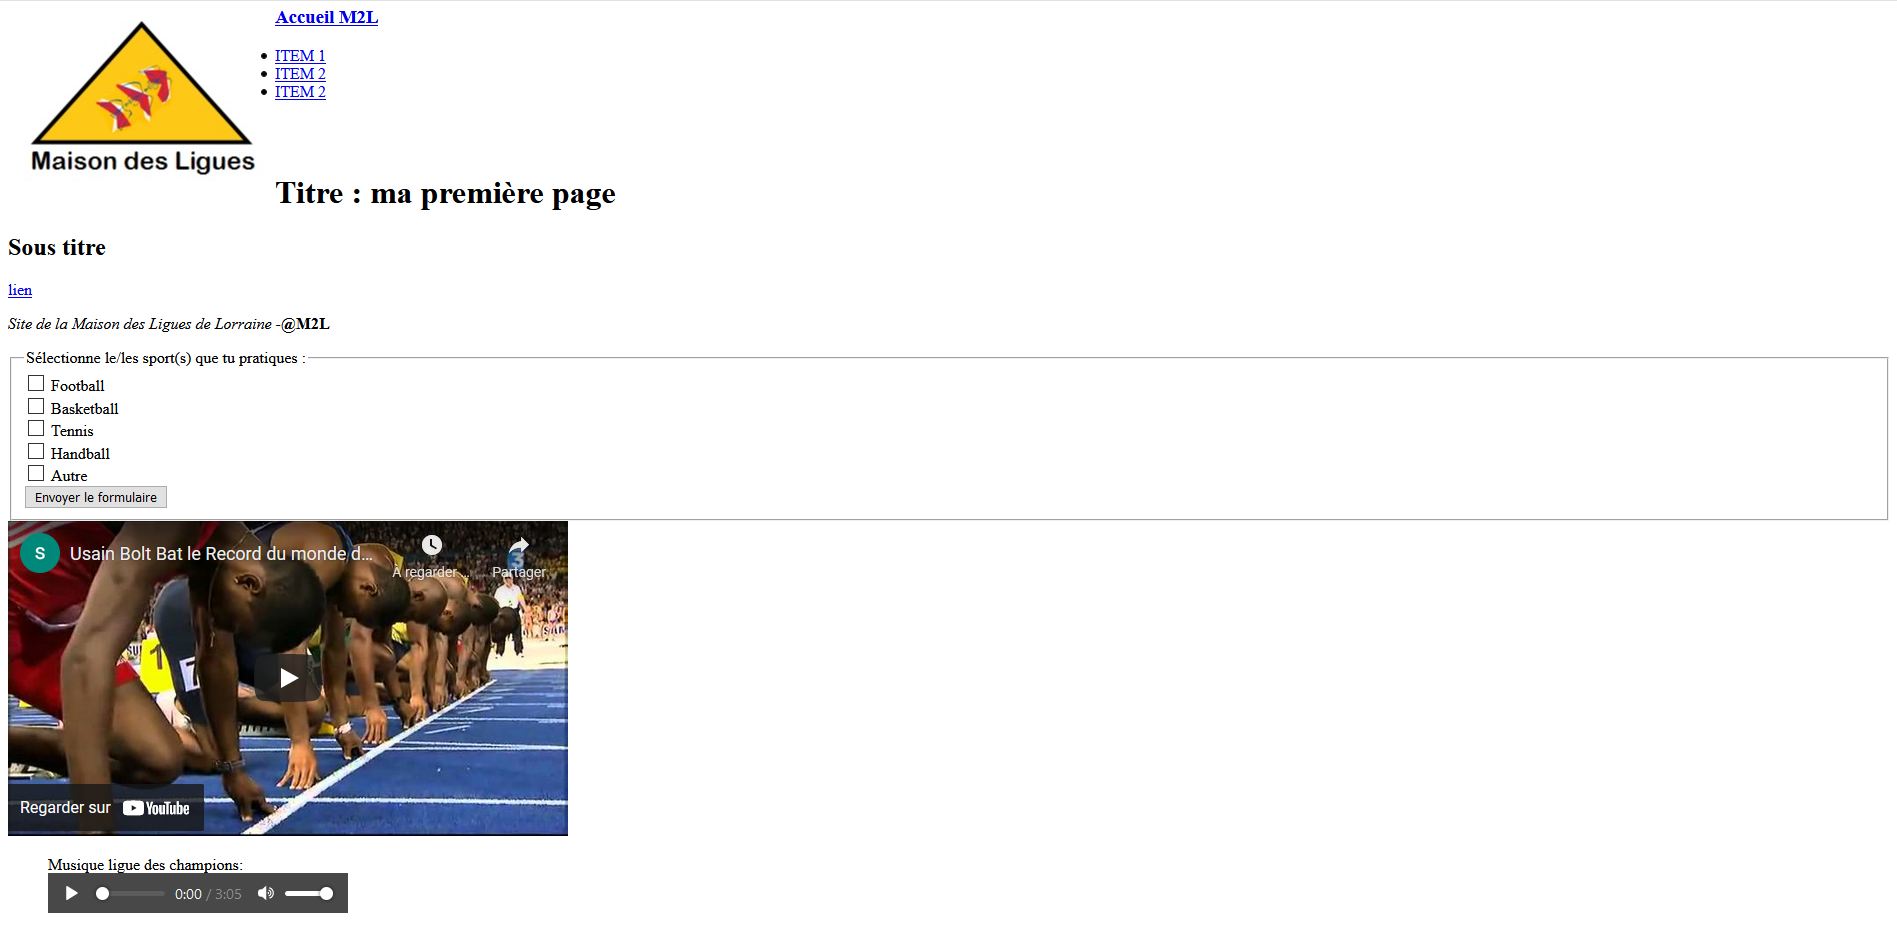 Accueil M2L
ITEM 1
ITEM 2
ITEM 2
Maison des Ligues
Titre : ma première page
Sous titre
lien
Site de la Maison des Ligues de Lorraine -@M2L
Sélectionne le/les sport(s) que tu pratiques :
Football
Basketball
Tennis
Handball
Autre
Envoyer le formulaire
S Usain Bolt Bat le Record du monde d...
À regarder ... Partager
Regarder sur YouTube
Musique ligue des champions:
0:00 / 3:05